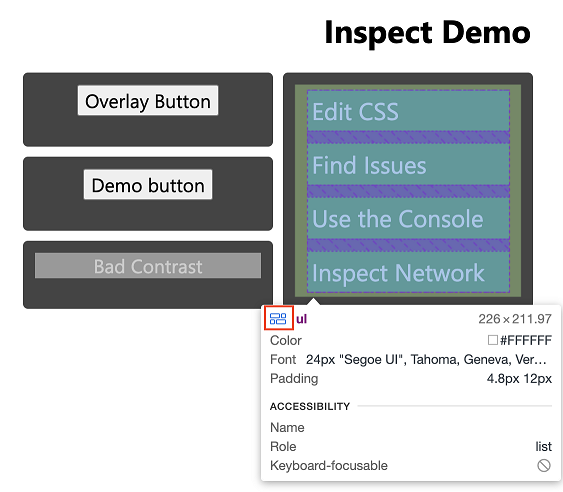 Inspect Demo
Overlay Button
Demo button
Bad Contrast
Edit CSS
Find Issues
Use the Console
Inspect Network
ul 226×211.97
Color #FFFFFF
Font 24px "Segoe UI", Tahoma, Geneva, Ver…
Padding 4.8px 12px
ACCESSIBILITY
Name
Role list
Keyboard-focusable